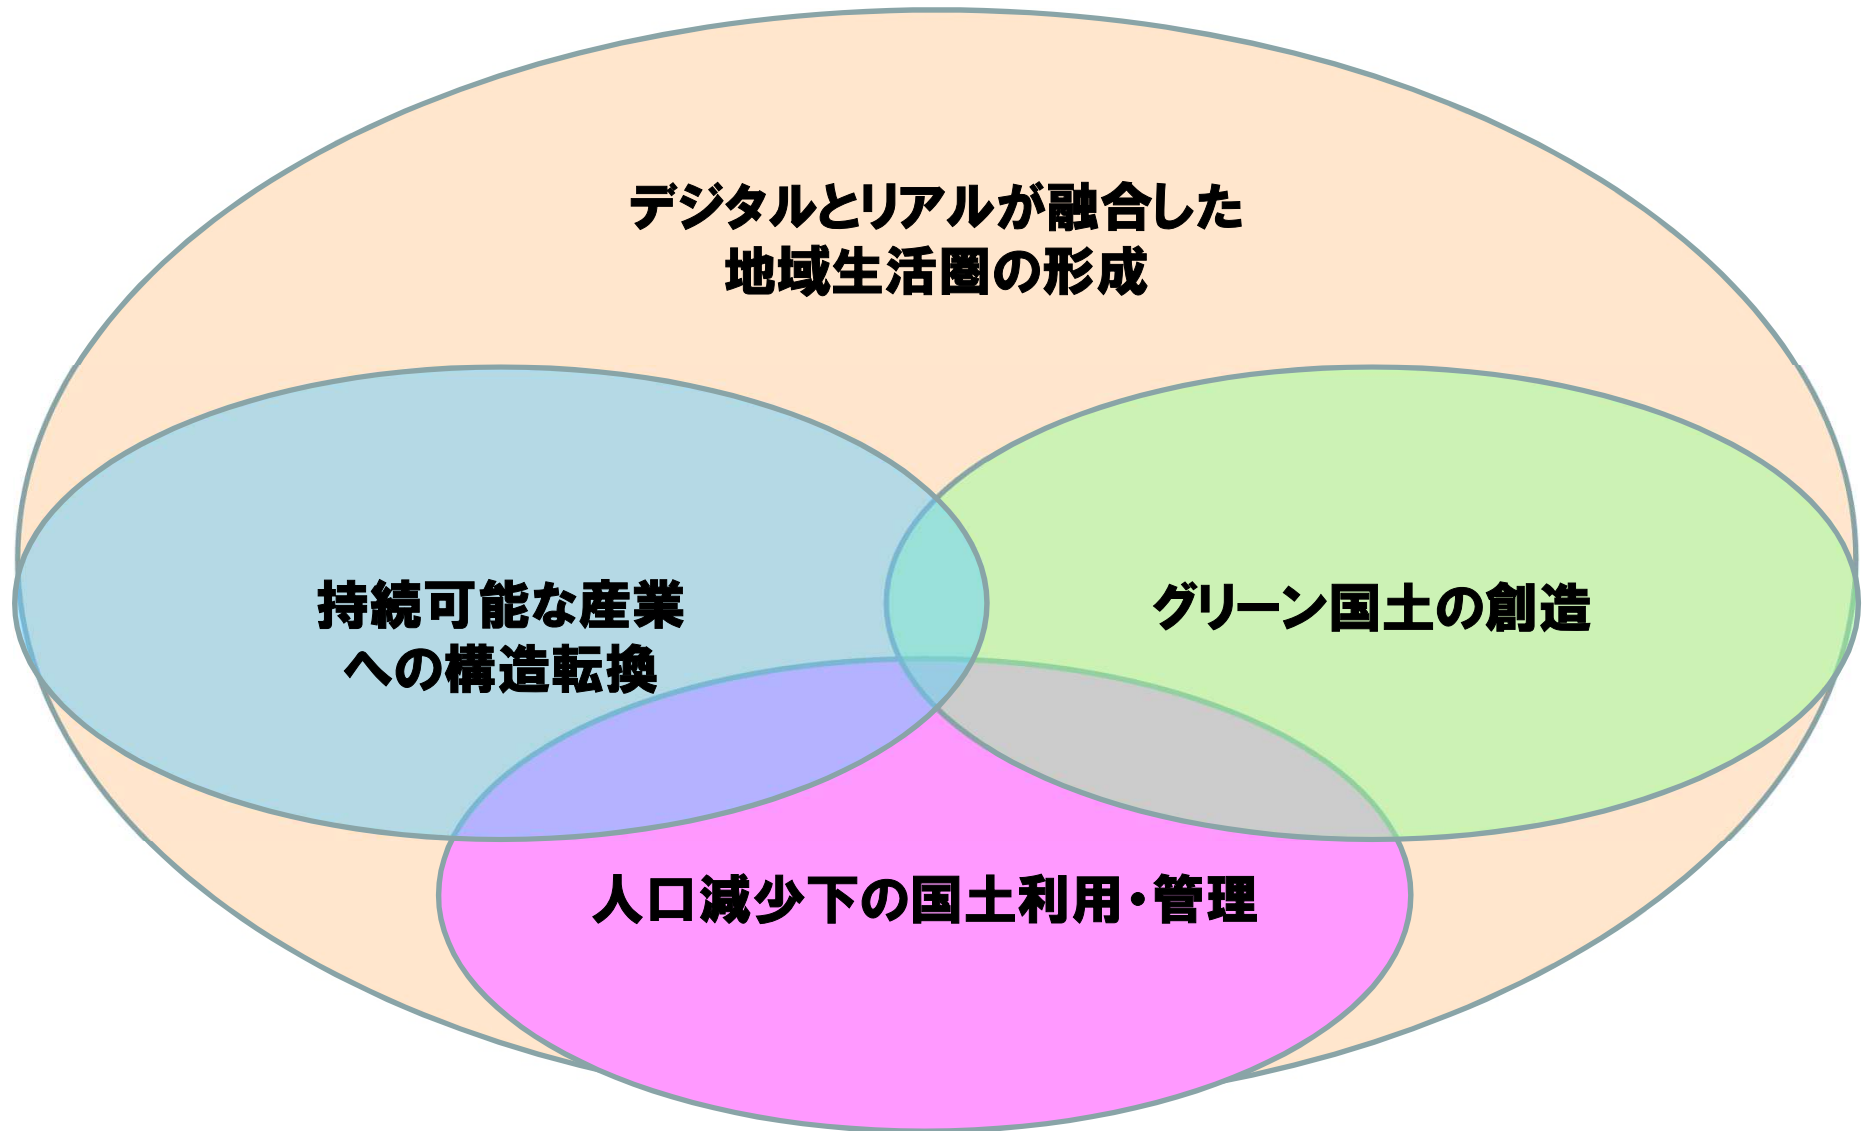 デジタルとリアルが融合した
地域生活圏の形成
持続可能な産業
への構造転換
グリーン国土の創造
人口減少下の国土利用・管理